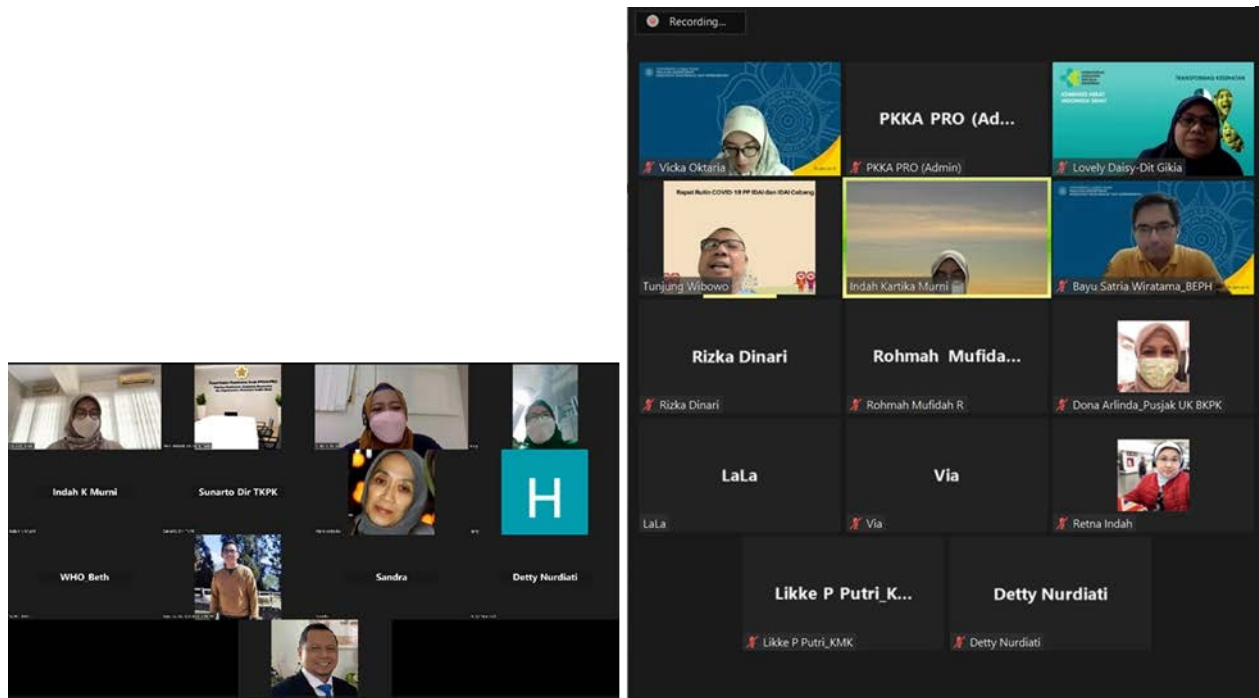 Indah K Murni
Sunarto Dir TKPK
H
WHO_Beth
Sandra
Detty Nurdiati
Recording...
TRANSFORMASI KESEHATAN
Vicka Oktaria
PKKA PRO (Ad...
PKKA PRO (Admin)
Lovely Daisy-Dit Gikia
Rapat Rutin COVID-19 PP IDAI dan IDAI Cabang
Tunjung Wibowo
Indah Kartika Murni
Bayu Satria Wiratama_BEPH
Rizka Dinari
Rizka Dinari
Rohmah Mufida...
Rohmah Mufidah R
Dona Arlinda_Pusjak UK BKPK
LaLa
LaLa
Via
Via
Retna Indah
Likke P Putri_K...
Likke P Putri_KMK
Detty Nurdiati
Detty Nurdiati